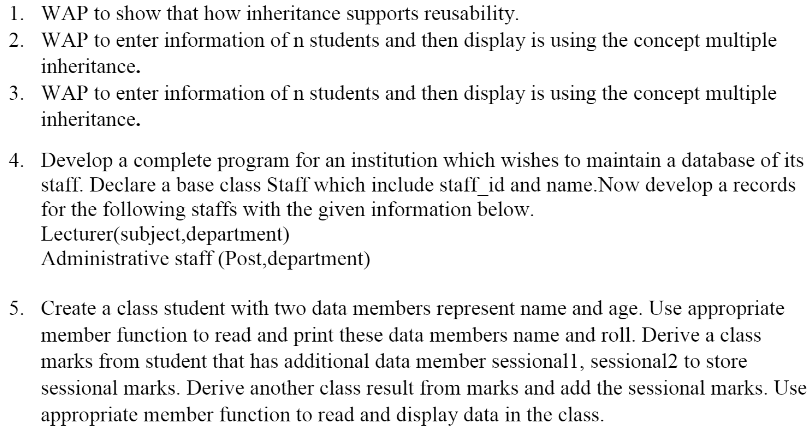 1. WAP to show that how inheritance supports reusability.
2. WAP to enter information of n students and then display is using the concept multiple
inheritance.
3. WAP to enter information of n students and then display is using the concept multiple
inheritance.
4. Develop a complete program for an institution which wishes to maintain a database of its
staff. Declare a base class Staff which include staff_id and name.Now develop a records
for the following staffs with the given information below.
Lecturer(subject,department)
Administrative staff (Post,department)
5. Create a class student with two data members represent name and age. Use appropriate
member function to read and print these data members name and roll. Derive a class
marks from student that has additional data member sessional1, sessional2 to store
sessional marks. Derive another class result from marks and add the sessional marks. Use
appropriate member function to read and display data in the class.